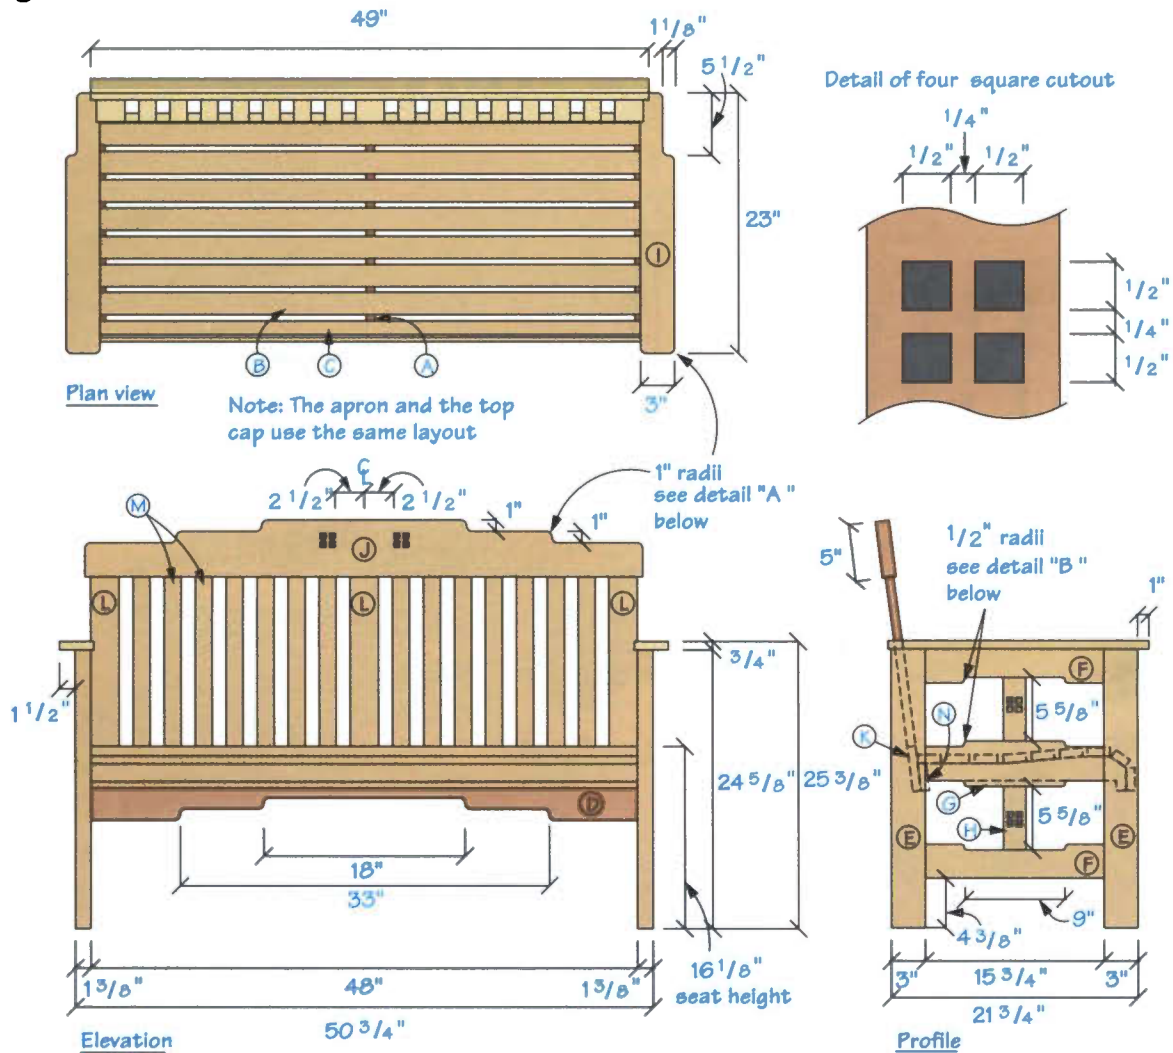 49"
1 1/8"
5 1/2"
23"
I
B
C
A
3"
Plan view
Note: The apron and the top
cap use the same layout
1" radii
see detail "A"
below
Detail of four square cutout
1/4"
1/2" 1/2"
1/2"
1/4"
1/2"
CL
2 1/2" 2 1/2"
1"
1"
M
J
L
L
L
1 1/2"
D
18"
33"
3/4"
24 5/8"
25 3/8"
16 1/8"
seat height
1 3/8" 48" 1 3/8"
50 3/4"
Elevation
5"
1/2" radii
see detail "B"
below
1"
F
5 5/8"
N
K
G
H
5 5/8"
E
E
F
9"
4 3/8"
3" 15 3/4" 3"
21 3/4"
Profile